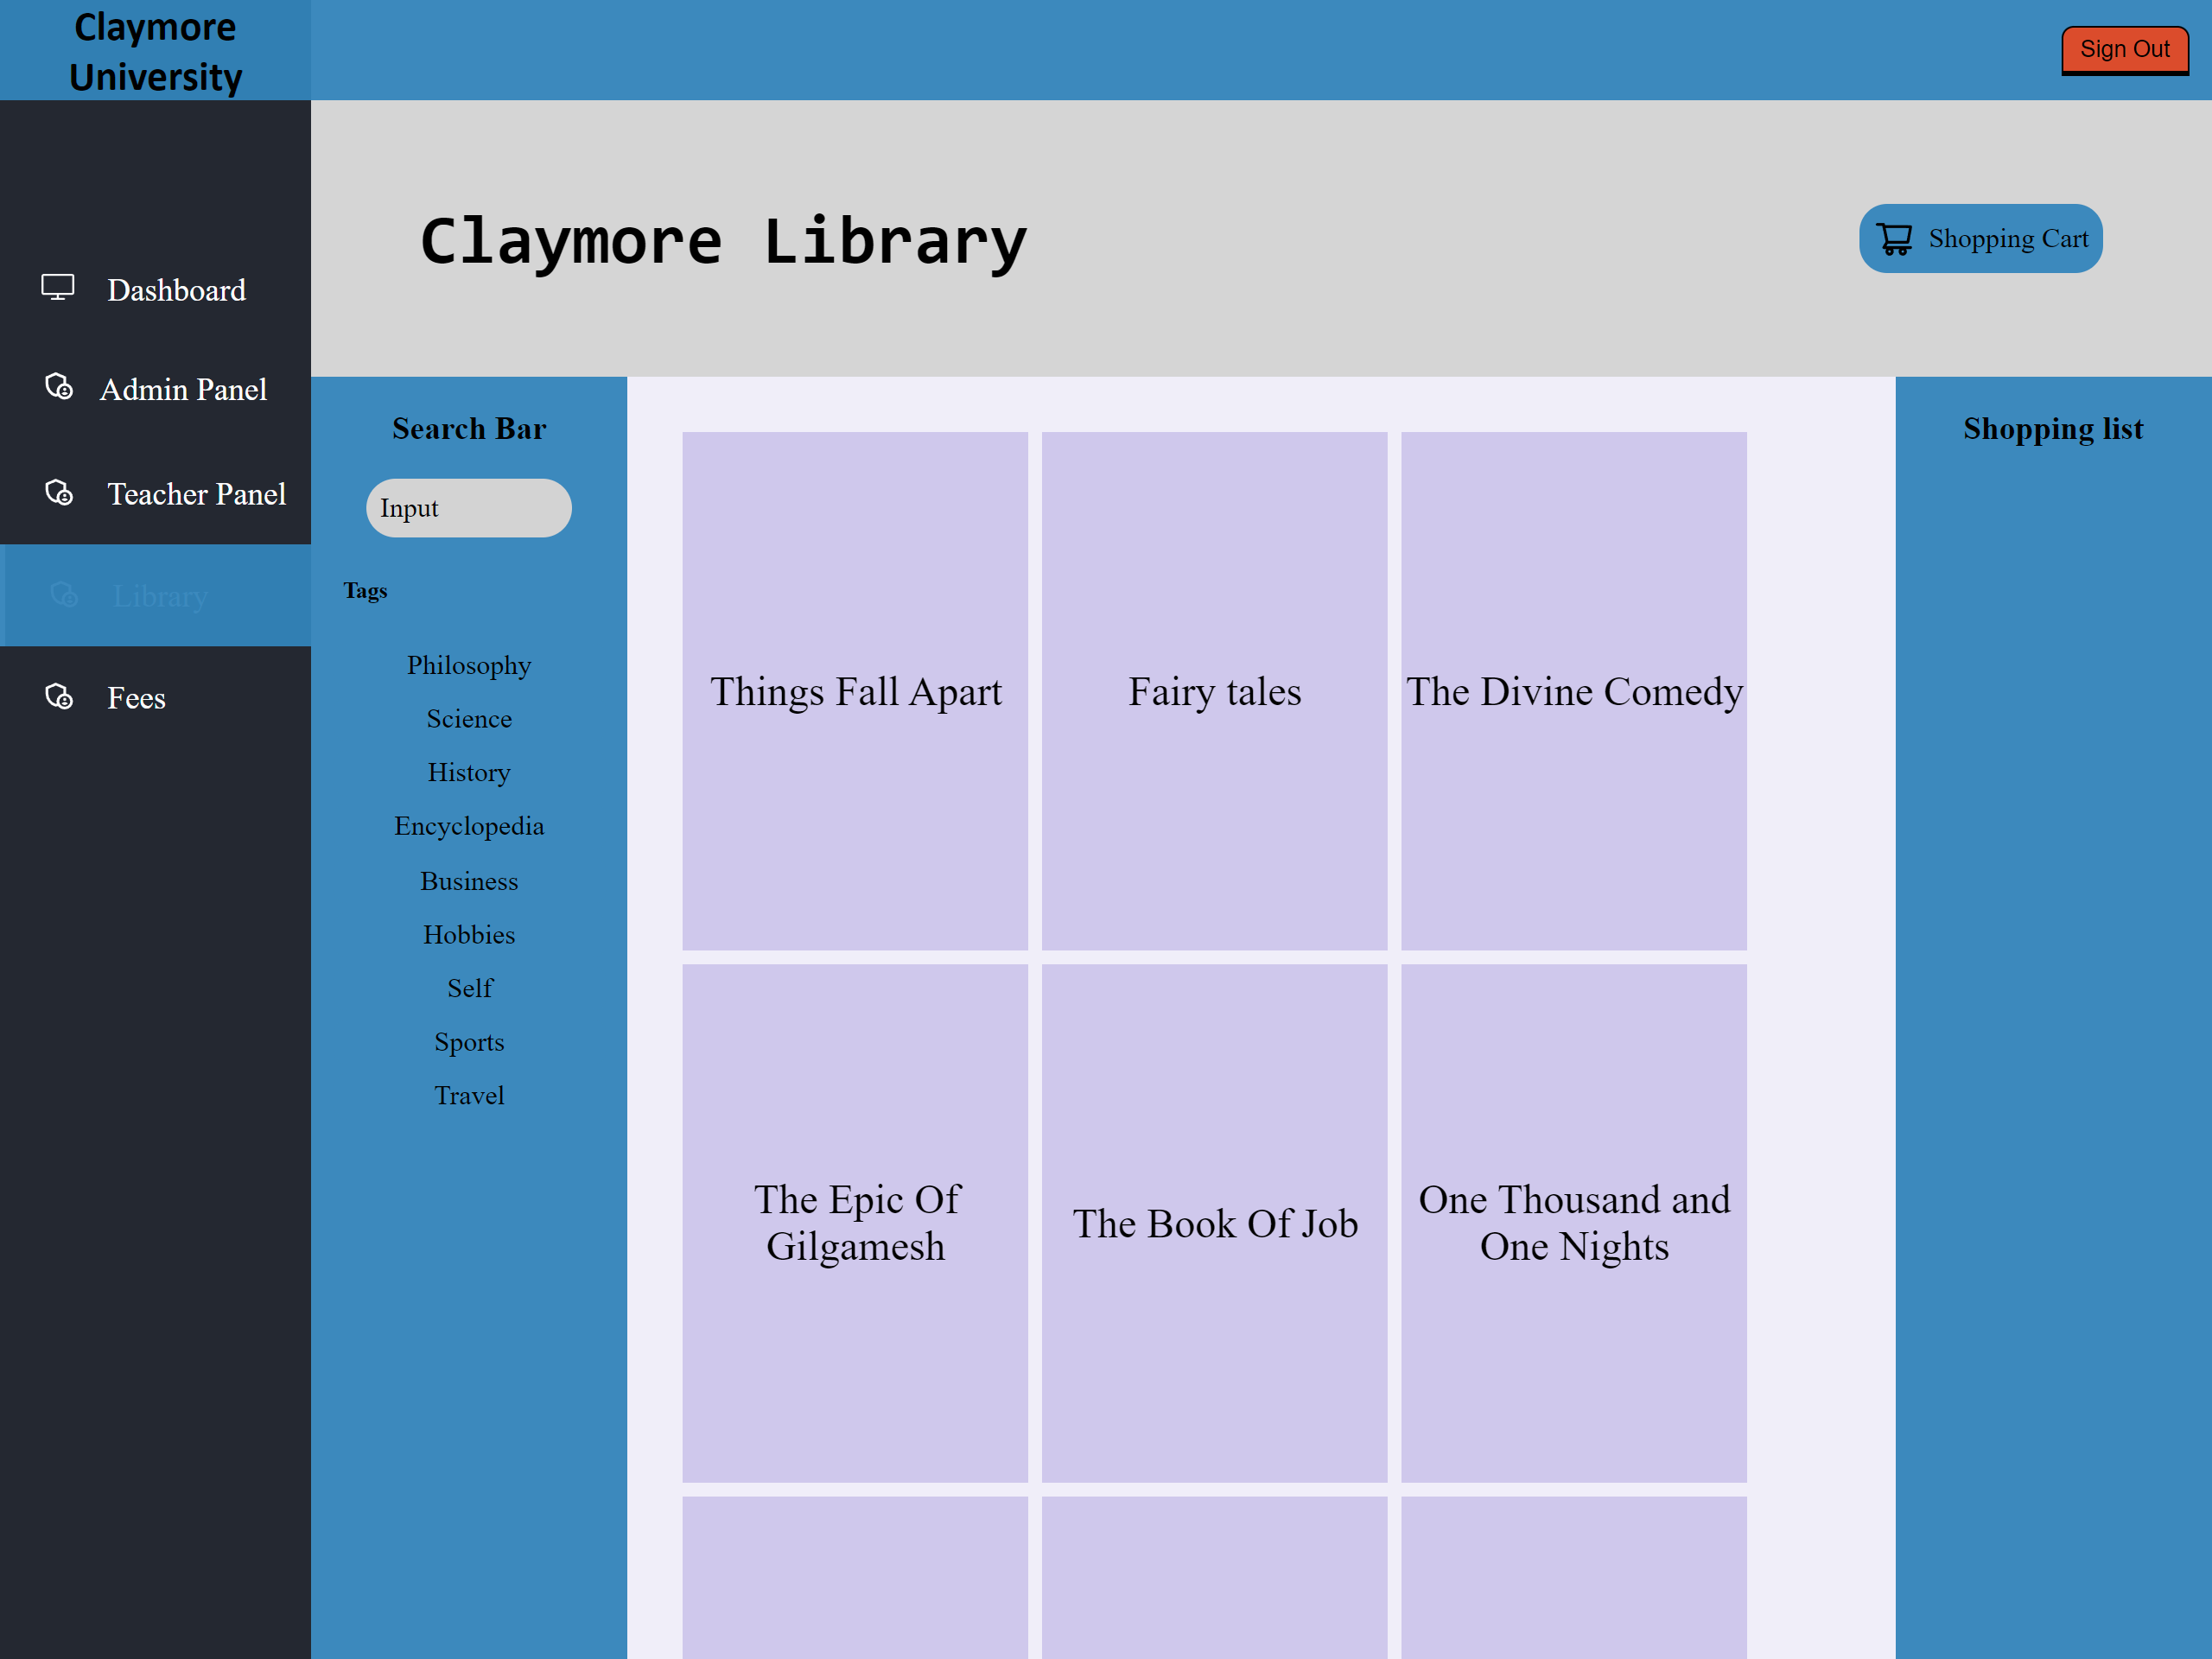 Claymore
University
Sign Out
Claymore Library
Shopping Cart
Dashboard
Admin Panel
Teacher Panel
Library
Fees
Search Bar
Input
Tags
Philosophy
Science
History
Encyclopedia
Business
Hobbies
Self
Sports
Travel
Things Fall Apart
Fairy tales
The Divine Comedy
The Epic Of
Gilgamesh
The Book Of Job
One Thousand and
One Nights
Shopping list